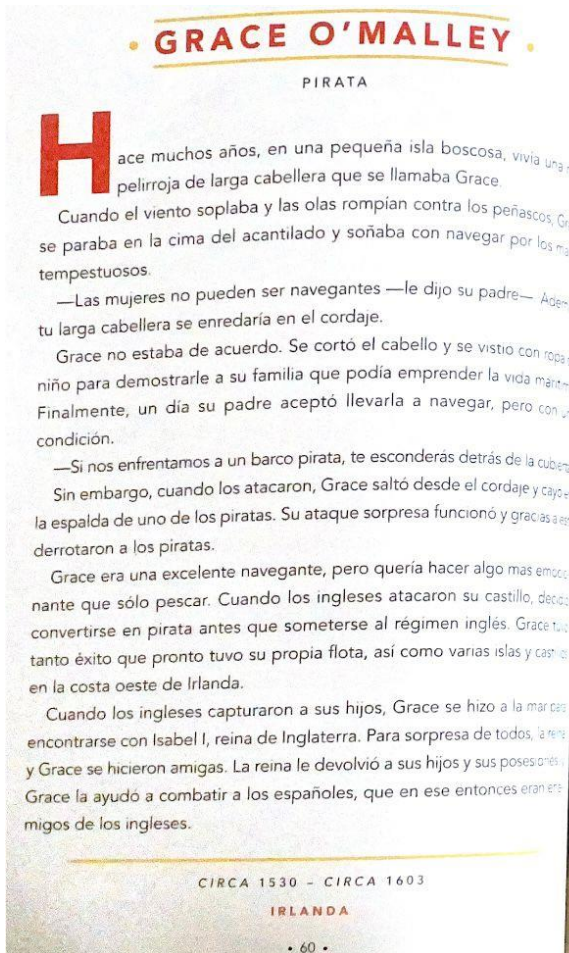 • GRACE O'MALLEY •
PIRATA
Hace muchos años, en una pequeña isla boscosa, vivía una
pelirroja de larga cabellera que se llamaba Grace.
Cuando el viento soplaba y las olas rompían contra los peñascos,
se paraba en la cima del acantilado y soñaba con navegar por los
tempestuosos.
—Las mujeres no pueden ser navegantes —le dijo su padre—
tu larga cabellera se enredaría en el cordaje.
Grace no estaba de acuerdo. Se cortó el cabello y se vistió con ropa
niño para demostrarle a su familia que podía emprender la vida
Finalmente, un día su padre aceptó llevarla a navegar, pero con
condición.
—Si nos enfrentamos a un barco pirata, te esconderás detrás de la
Sin embargo, cuando los atacaron, Grace saltó desde el cordaje y cayó
la espalda de uno de los piratas. Su ataque sorpresa funcionó y gracias a
derrotaron a los piratas.
Grace era una excelente navegante, pero quería hacer algo mas
nante que sólo pescar. Cuando los ingleses atacaron su castillo,
convertirse en pirata antes que someterse al régimen inglés. Grace
tanto éxito que pronto tuvo su propia flota, así como varias islas y
en la costa oeste de Irlanda.
Cuando los ingleses capturaron a sus hijos, Grace se hizo a la mar para
encontrarse con Isabel I, reina de Inglaterra. Para sorpresa de todos, la
y Grace se hicieron amigas. La reina le devolvió a sus hijos y sus posesiones
Grace la ayudó a combatir a los españoles, que en ese entonces eran
migos de los ingleses.
CIRCA 1530 – CIRCA 1603
IRLANDA
• 60 •